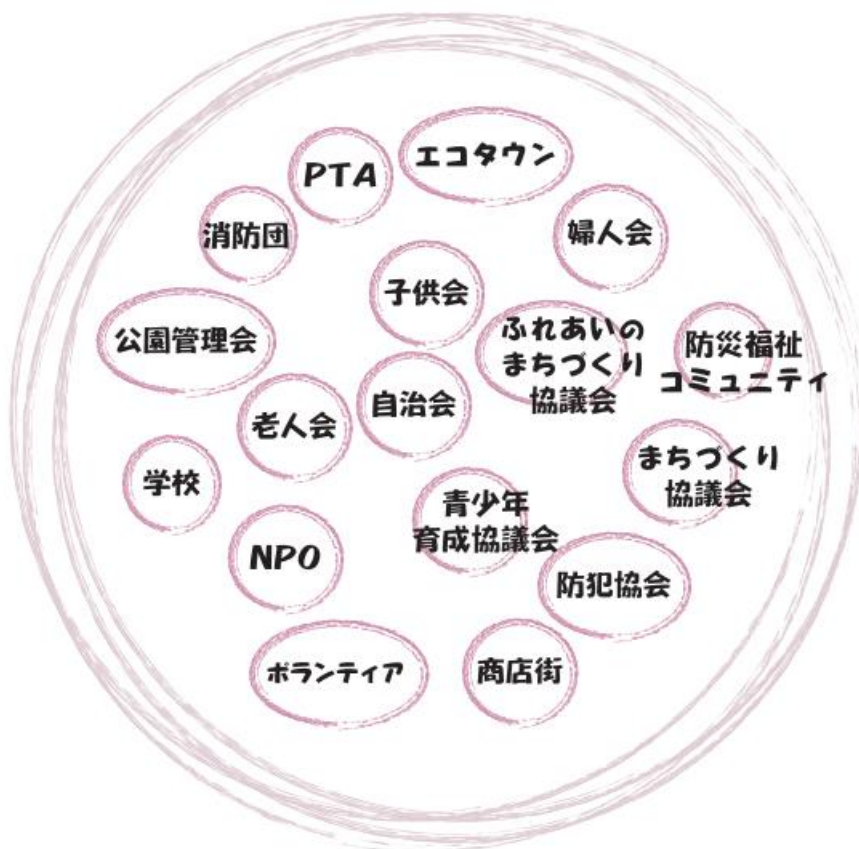 エコタウン
PTA
消防団
婦人会
子供会
公園管理会
ふれあいの
まちづくり
協議会
防災福祉
コミュニティ
自治会
老人会
学校
まちづくり
協議会
青少年
育成協議会
NPO
防犯協会
ボランティア
商店街